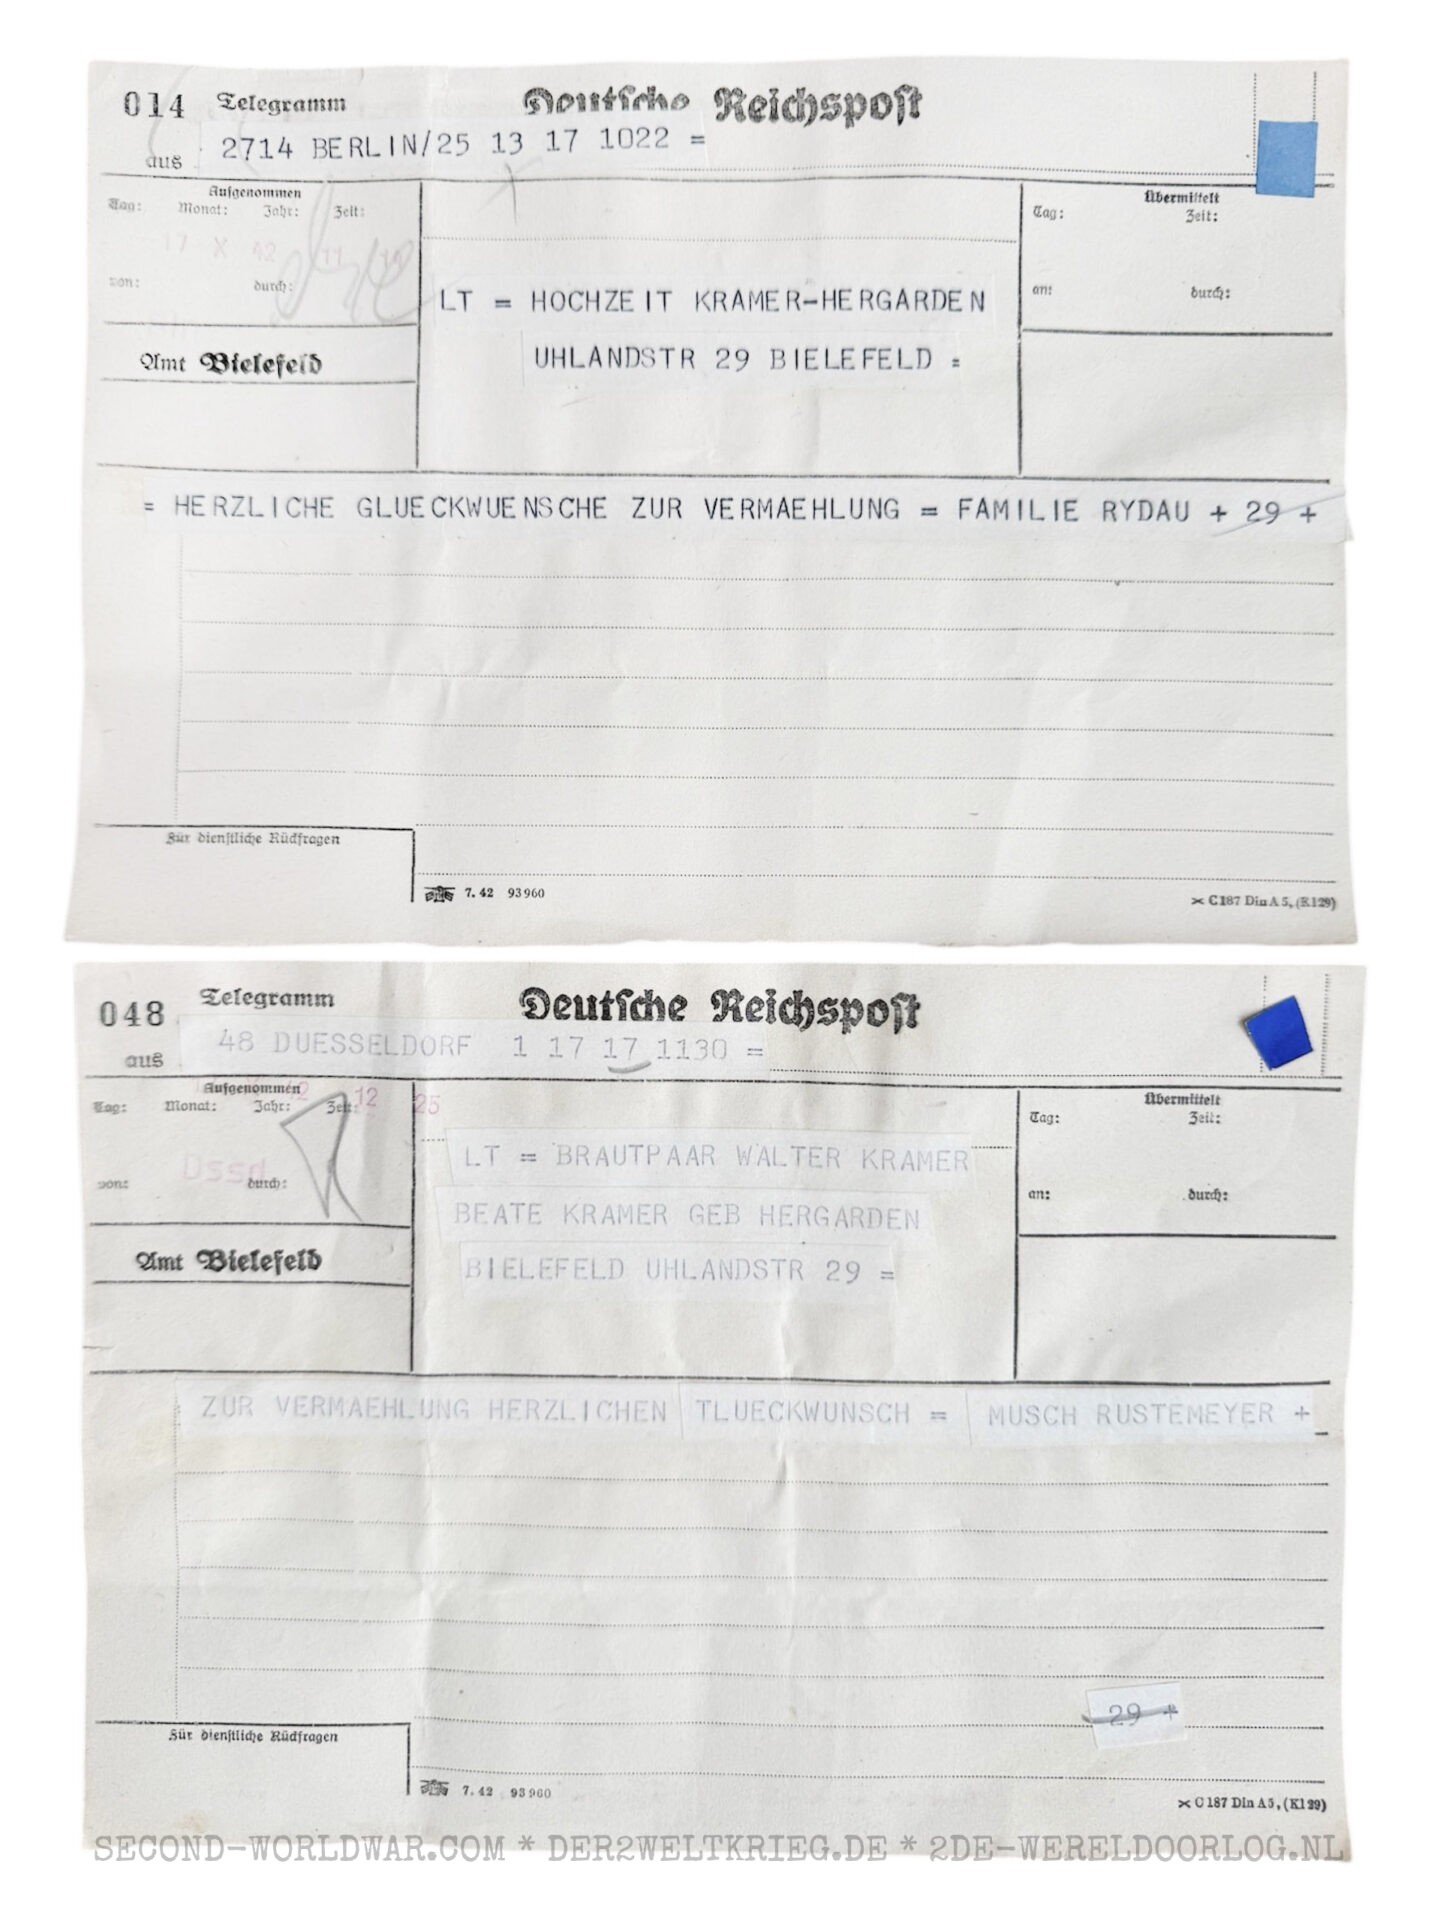 014 Telegramm Deutsche Reichspost
aus 2714 BERLIN/25 13 17 1022 =
Aufgenommen
Tag: Monat: Jahr: Zeit:
17 X 42 11
von: durch:
Übermittelt
Tag: Zeit:
an: durch:
LT = HOCHZEIT KRAMER-HERGARDEN
UHLANDSTR 29 BIELEFELD =
Amt Bielefeld
= HERZLICHE GLUECKWUENSCHE ZUR VERMAEHLUNG = FAMILIE RYDAU + 29 +
Für dienstliche Rückfragen
7. 42 93960
C187 Din A 5, (K129)
048 Telegramm Deutsche Reichspost
aus 48 DUESSELDORF 1 17 17 1130 =
Aufgenommen
Tag: Monat: Jahr: Zeit:
12 25
Dssd
von: durch:
Übermittelt
Tag: Zeit:
an: durch:
LT = BRAUTPAAR WALTER KRAMER
BEATE KRAMER GEB HERGARDEN
BIELEFELD UHLANDSTR 29 =
Amt Bielefeld
ZUR VERMAEHLUNG HERZLICHEN TLUECKWUNSCH = MUSCH RUSTEMEYER +
29 +
Für dienstliche Rückfragen
7. 42 93960
C187 Din A5, (K129)
SECOND-WORLDWAR.COM * DER2WELTKRIEG.DE * 2DE-WERELDOORLOG.NL